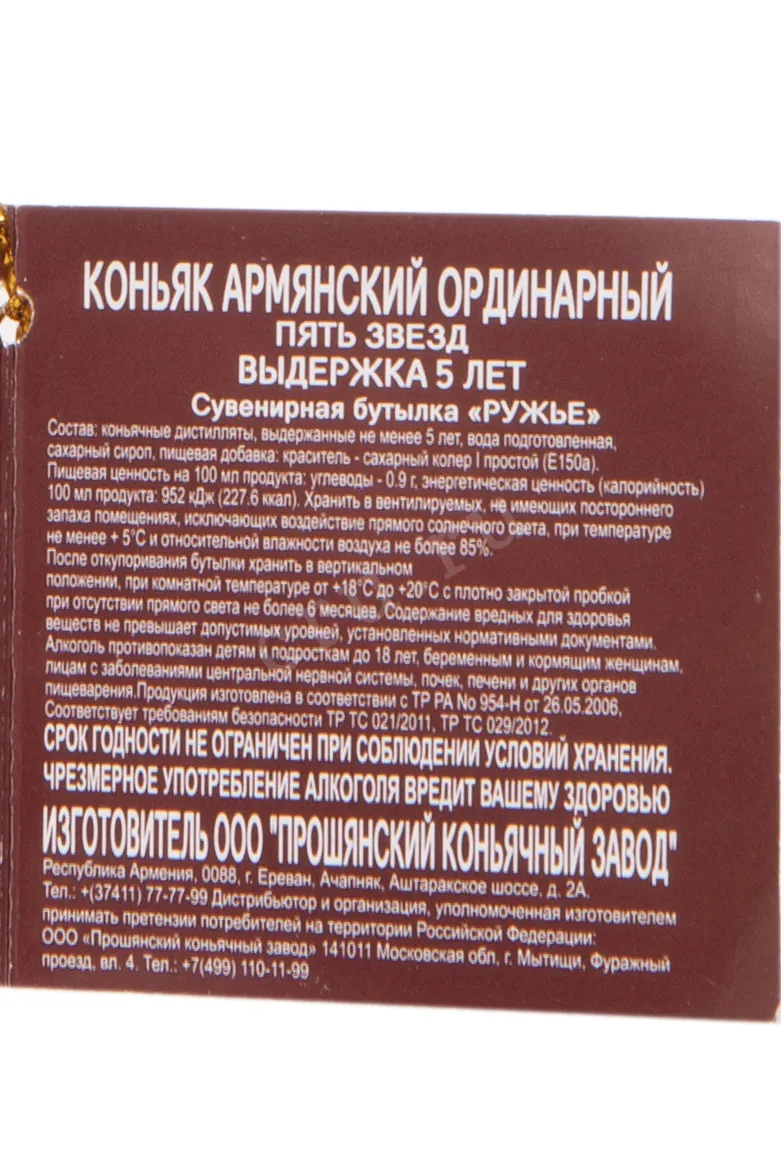 КОНЬЯК АРМЯНСКИЙ ОРДИНАРНЫЙ
ПЯТЬ ЗВЕЗД
ВЫДЕРЖКА 5 ЛЕТ
Сувенирная бутылка «РУЖЬЕ»
Состав: коньячные дистилляты, выдержанные не менее 5 лет, вода подготовленная,
сахарный сироп, пищевая добавка: краситель - сахарный колер I простой (Е150а).
Пищевая ценность на 100 мл продукта: углеводы - 0.9 г, энергетическая ценность (калорийность)
100 мл продукта: 952 кДж (227.6 ккал). Хранить в вентилируемых, не имеющих постороннего
запаха помещениях, исключающих воздействие прямого солнечного света, при температуре
не менее + 5°С и относительной влажности воздуха не более 85%.
После откупоривания бутылки хранить в вертикальном
положении, при комнатной температуре от +18°С до +20°С с плотно закрытой пробкой
при отсутствии прямого света не более 6 месяцев. Содержание вредных для здоровья
веществ не превышает допустимых уровней, установленных нормативными документами.
Алкоголь противопоказан детям и подросткам до 18 лет, беременным и кормящим женщинам,
лицам с заболеваниями центральной нервной системы, почек, печени и других органов
пищеварения.Продукция изготовлена в соответствии с ТР РА No 954-Н от 26.05.2006,
Соответствует требованиям безопасности ТР ТС 021/2011, ТР ТС 029/2012.
СРОК ГОДНОСТИ НЕ ОГРАНИЧЕН ПРИ СОБЛЮДЕНИИ УСЛОВИЙ ХРАНЕНИЯ.
ЧРЕЗМЕРНОЕ УПОТРЕБЛЕНИЕ АЛКОГОЛЯ ВРЕДИТ ВАШЕМУ ЗДОРОВЬЮ
ИЗГОТОВИТЕЛЬ ООО "ПРОШЯНСКИЙ КОНЬЯЧНЫЙ ЗАВОД"
Республика Армения, 0088, г. Ереван, Ачапняк, Аштаракское шоссе, д. 2А.
Тел.: +(37411) 77-77-99 Дистрибьютор и организация, уполномоченная изготовителем
принимать претензии потребителей на территории Российской Федерации:
ООО «Прошянский коньячный завод» 141011 Московская обл, г. Мытищи, Фуражный
проезд, вл. 4. Тел.: +7(499) 110-11-99